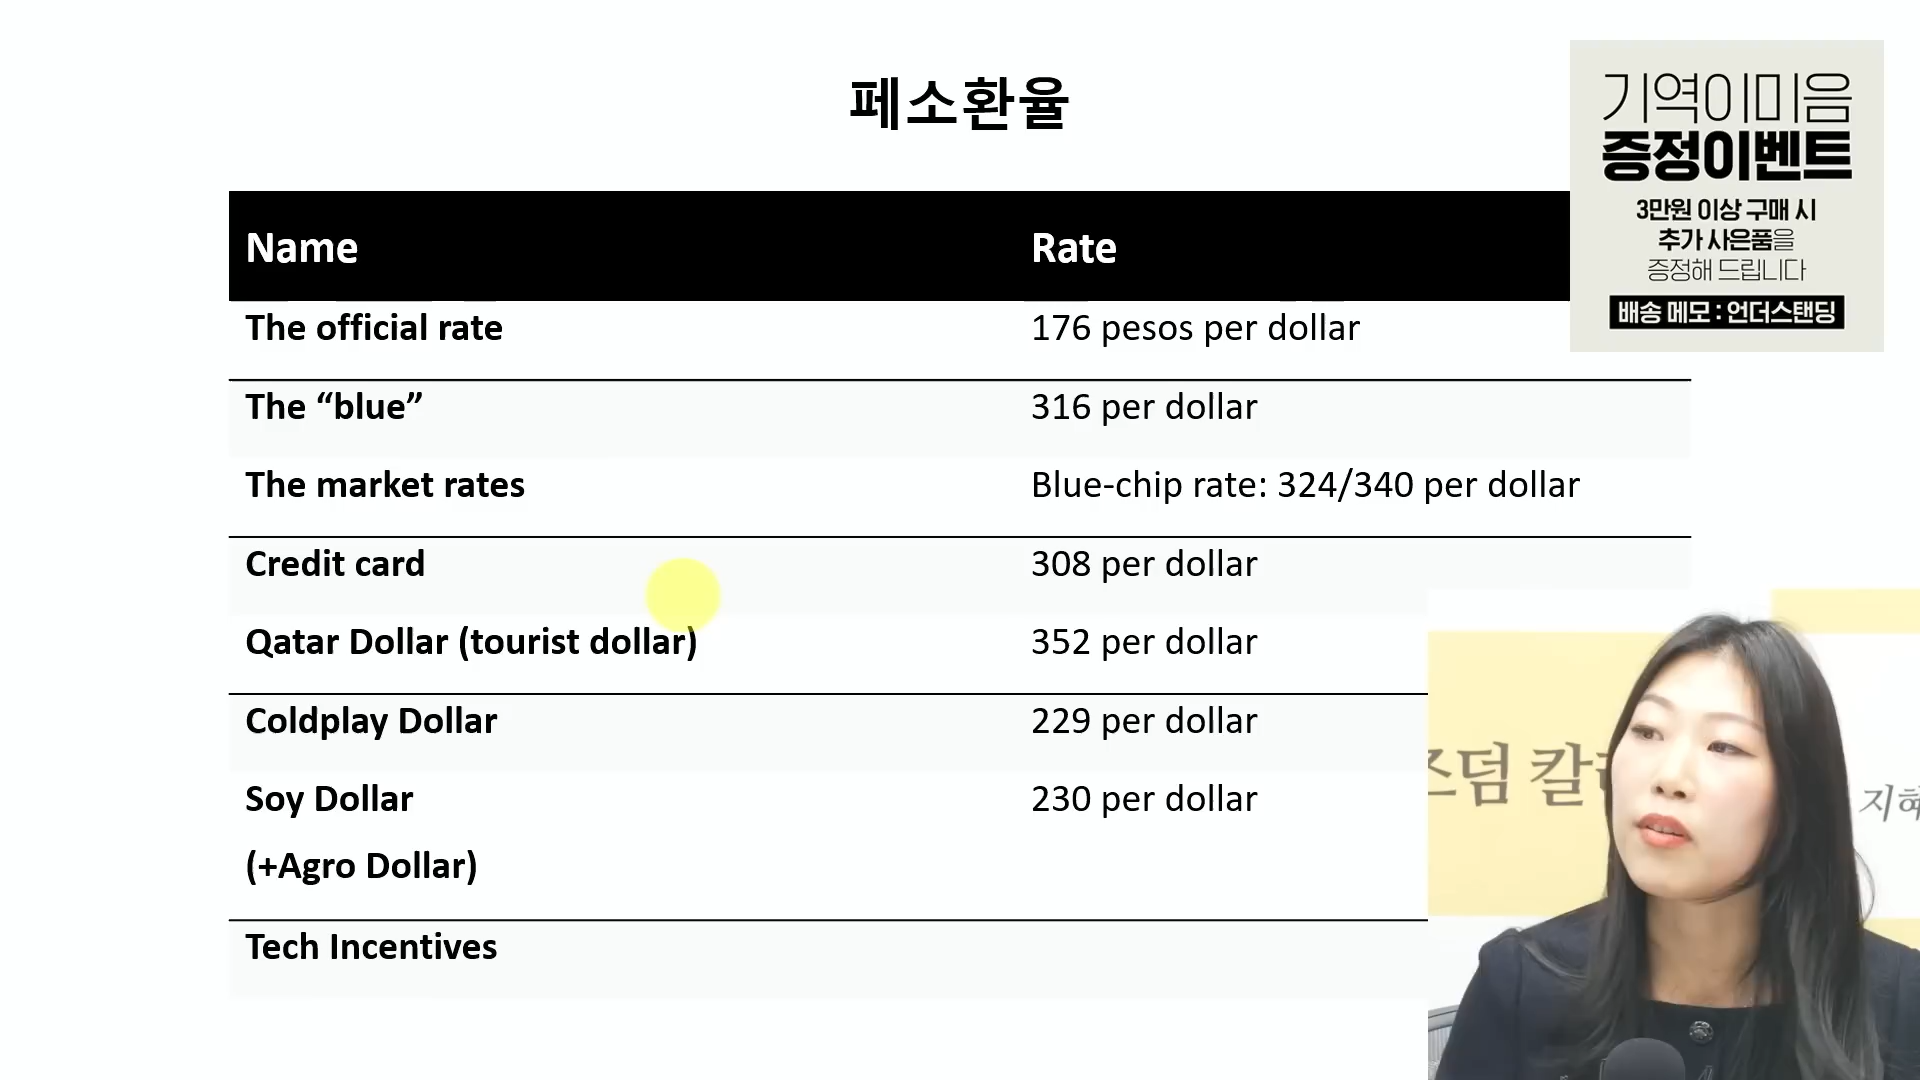 페소환율
Name Rate
The official rate 176 pesos per dollar
The “blue” 316 per dollar
The market rates Blue-chip rate: 324/340 per dollar
Credit card 308 per dollar
Qatar Dollar (tourist dollar) 352 per dollar
Coldplay Dollar 229 per dollar
Soy Dollar 230 per dollar
(+Agro Dollar)
Tech Incentives
기역이미음
증정이벤트
3만원 이상 구매 시
추가 사은품을
증정해 드립니다
배송 메모 : 언더스탠딩